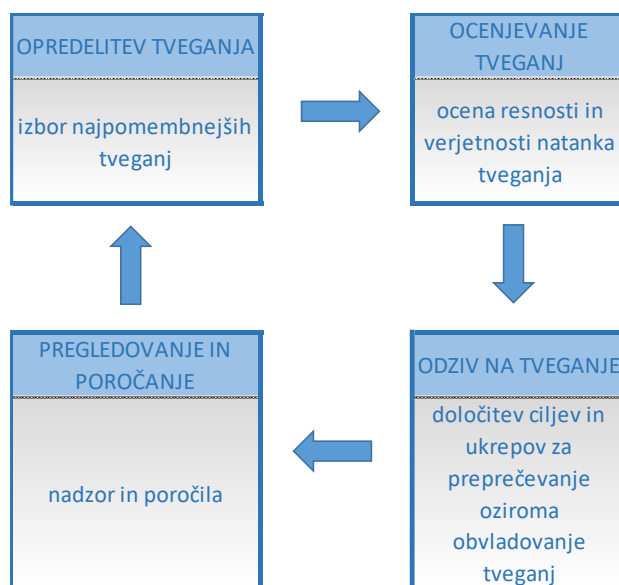 OPREDELITEV TVEGANJA
izbor najpomembnejših
tveganj
OCENJEVANJE
TVEGANJ
ocena resnosti in
verjetnosti natanka
tveganja
PREGLEDOVANJE IN
POROČANJE
nadzor in poročila
ODZIV NA TVEGANJE
določitev ciljev in
ukrepov za
preprečevanje
oziroma
obvladovanje
tveganj